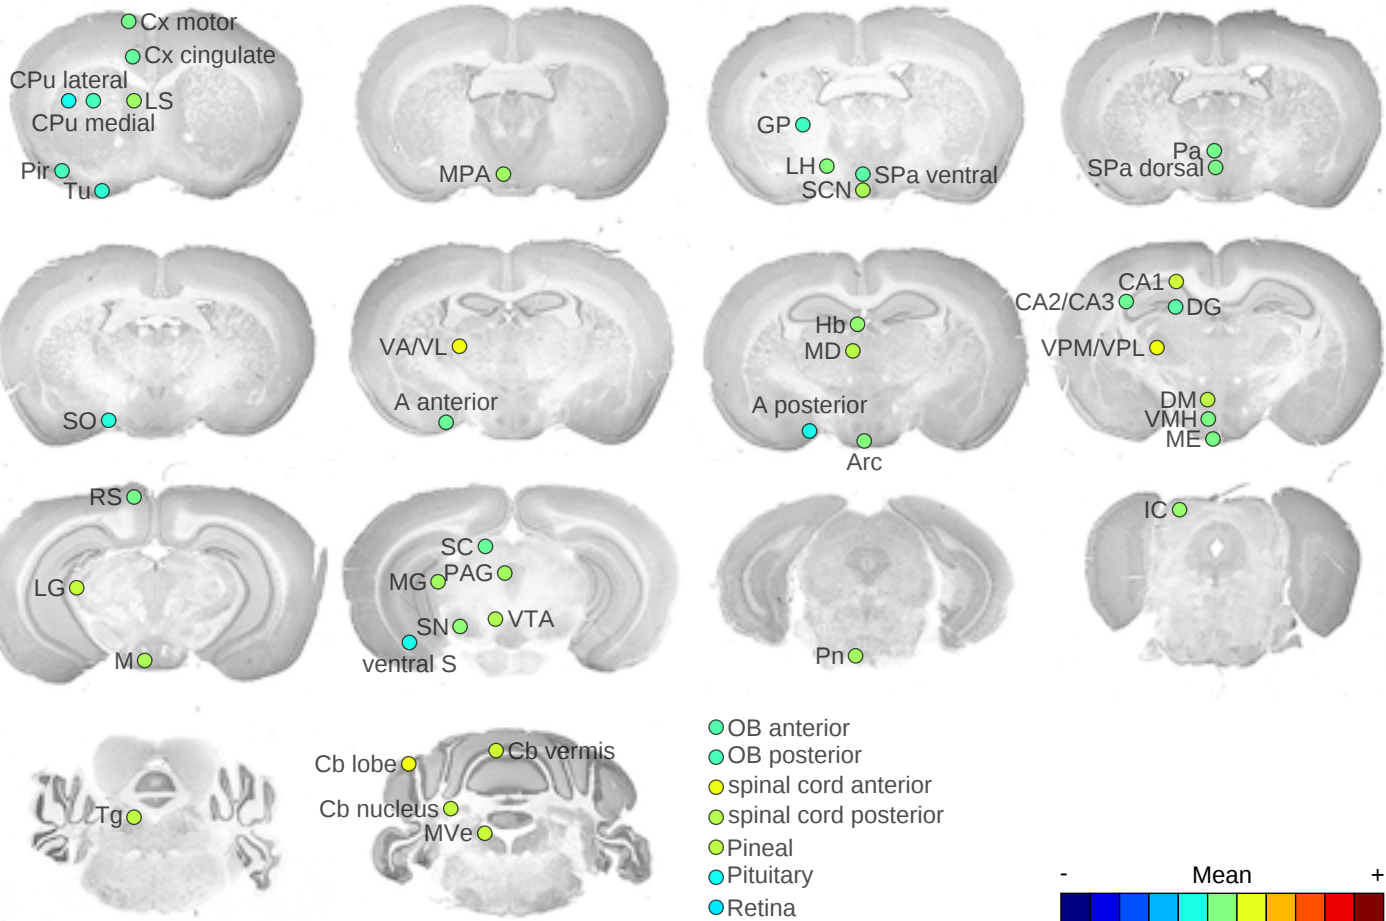 Cx motor
Cx cingulate
CPu lateral
LS
CPu medial
Pir
Tu
MPA
GP
LH
SPa ventral
SCN
Pa
SPa dorsal
SO
VA/VL
A anterior
Hb
MD
A posterior
Arc
CA1
CA2/CA3
DG
VPM/VPL
DM
VMH
ME
RS
LG
M
SC
PAG
MG
VTA
SN
ventral S
Pn
IC
Tg
Cb lobe
Cb vermis
Cb nucleus
MVe
OB anterior
OB posterior
spinal cord anterior
spinal cord posterior
Pineal
Pituitary
Retina
- Mean +